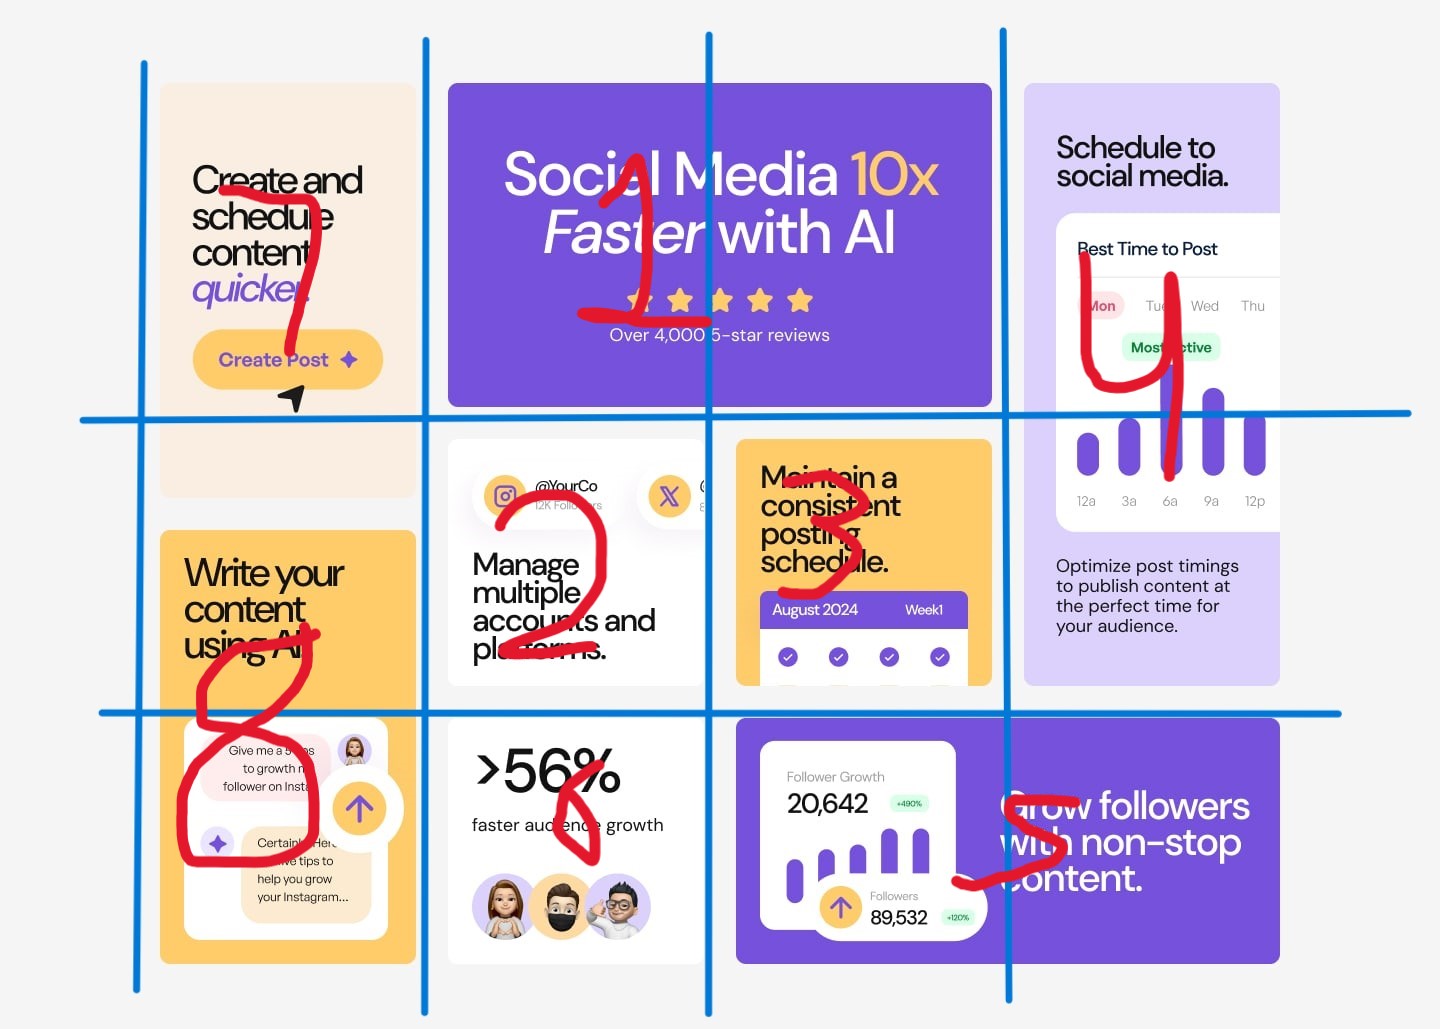 Create and
schedule
content
quicker.
Create Post
7
Social Media 10x
Faster with AI
Over 4,000 5-star reviews
1
Schedule to
social media.
Best Time to Post
Mon Tue Wed Thu
Most active
12a 3a 6a 9a 12p
Optimize post timings
to publish content at
the perfect time for
your audience.
4
Write your
content
using AI.
Give me a 5 tips
to growth my
follower on Insta
Certainly! Here
five tips to
help you grow
your Instagram...
8
@YourCo
12K Followers
Manage
multiple
accounts and
platforms.
2
Maintain a
consistent
posting
schedule.
August 2024 Week1
3
>56%
faster audience growth
6
Follower Growth
20,642 +490%
Followers
89,532 +120%
Grow followers
with non-stop
content.
5